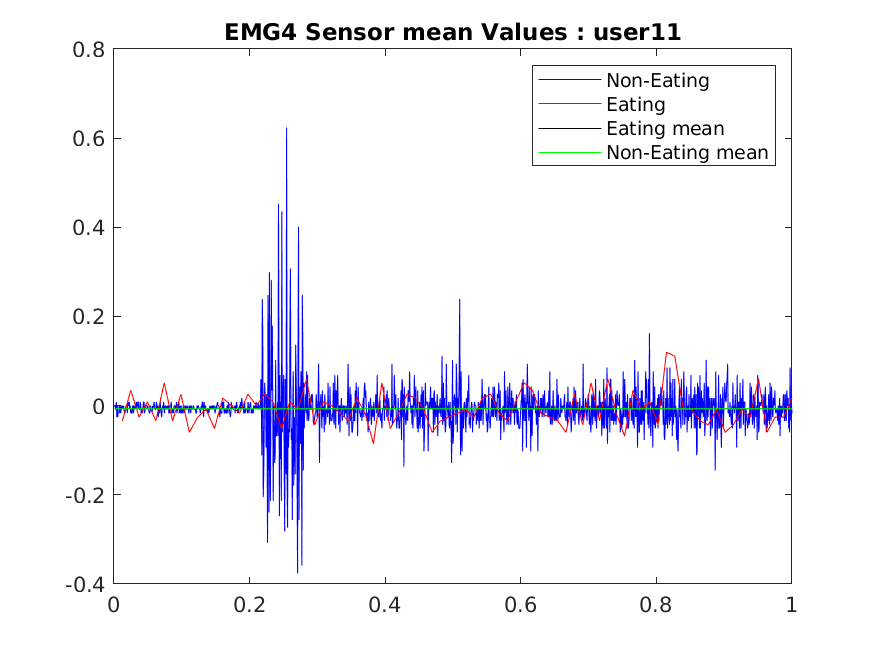 EMG4 Sensor mean Values : user11
0.8
0.6
0.4
0.2
0
-0.2
-0.4
0
0.2
0.4
0.6
0.8
1
Non-Eating
Eating
Eating mean
Non-Eating mean